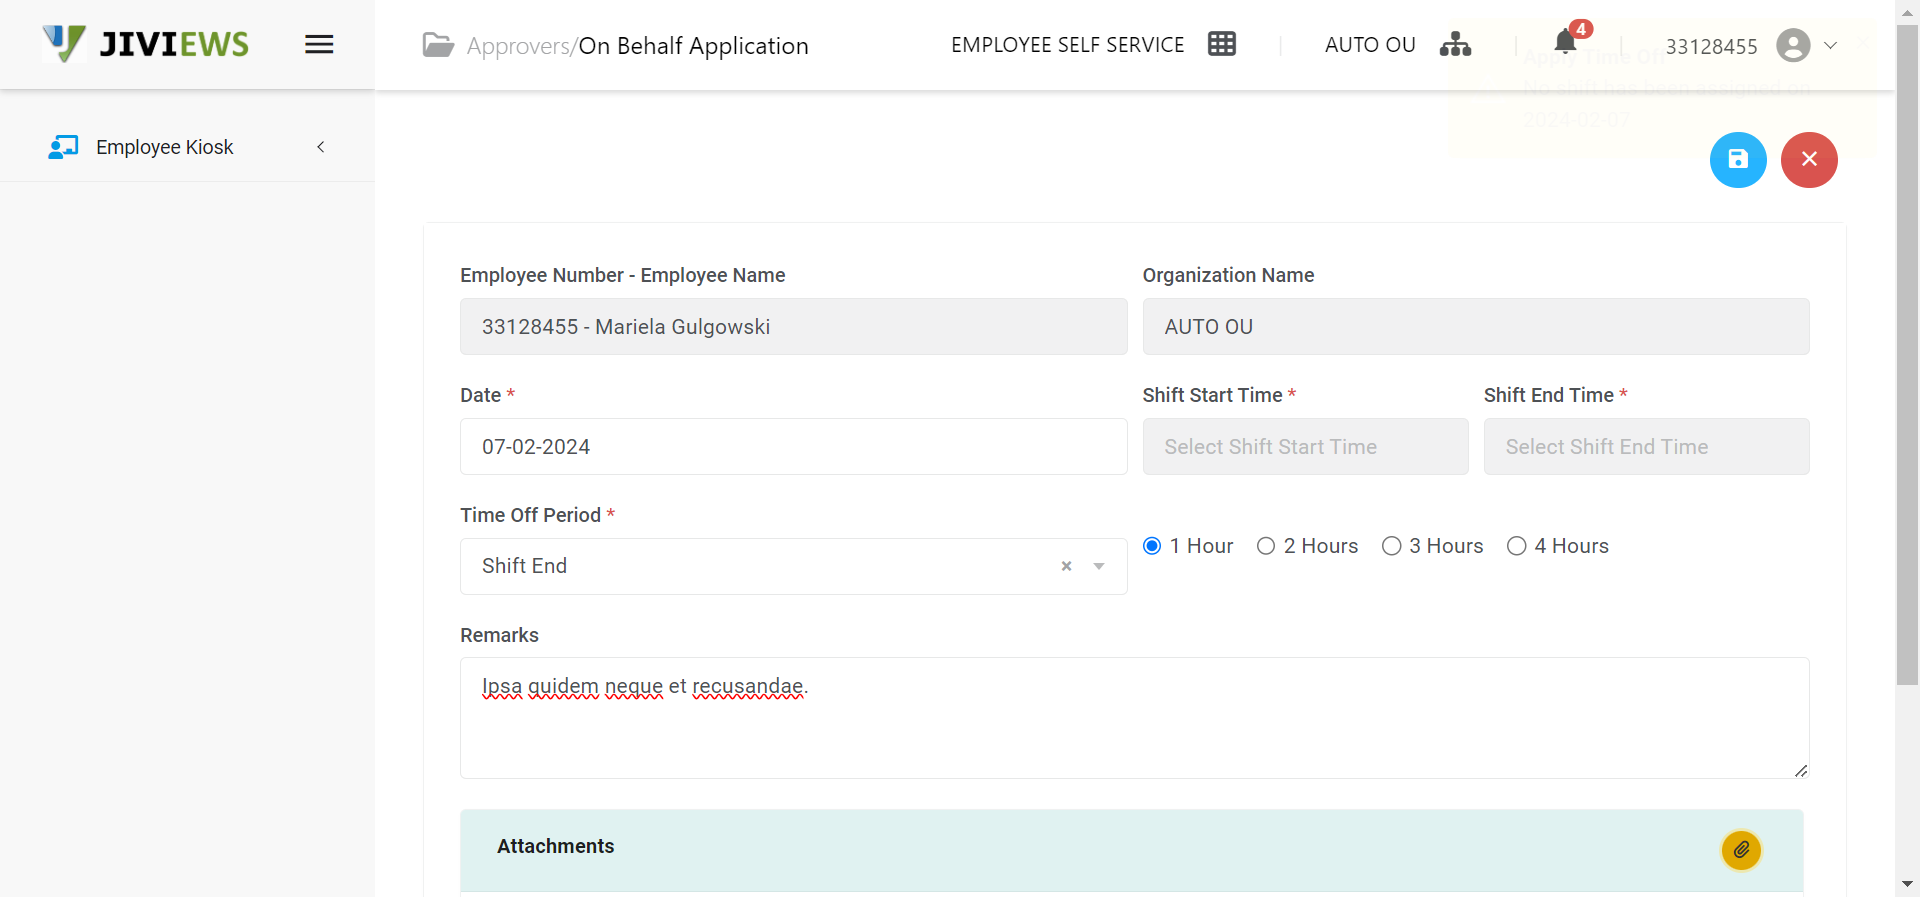 JIVIEWS
Approvers/On Behalf Application
EMPLOYEE SELF SERVICE
AUTO OU
4
33128455
Apply Time Off
No shift has been assigned on
2024-02-07
Employee Kiosk
Employee Number - Employee Name
Organization Name
33128455 - Mariela Gulgowski
AUTO OU
Date *
Shift Start Time *
Shift End Time *
07-02-2024
Select Shift Start Time
Select Shift End Time
Time Off Period *
Shift End
1 Hour
2 Hours
3 Hours
4 Hours
Remarks
Ipsa quidem neque et recusandae.
Attachments